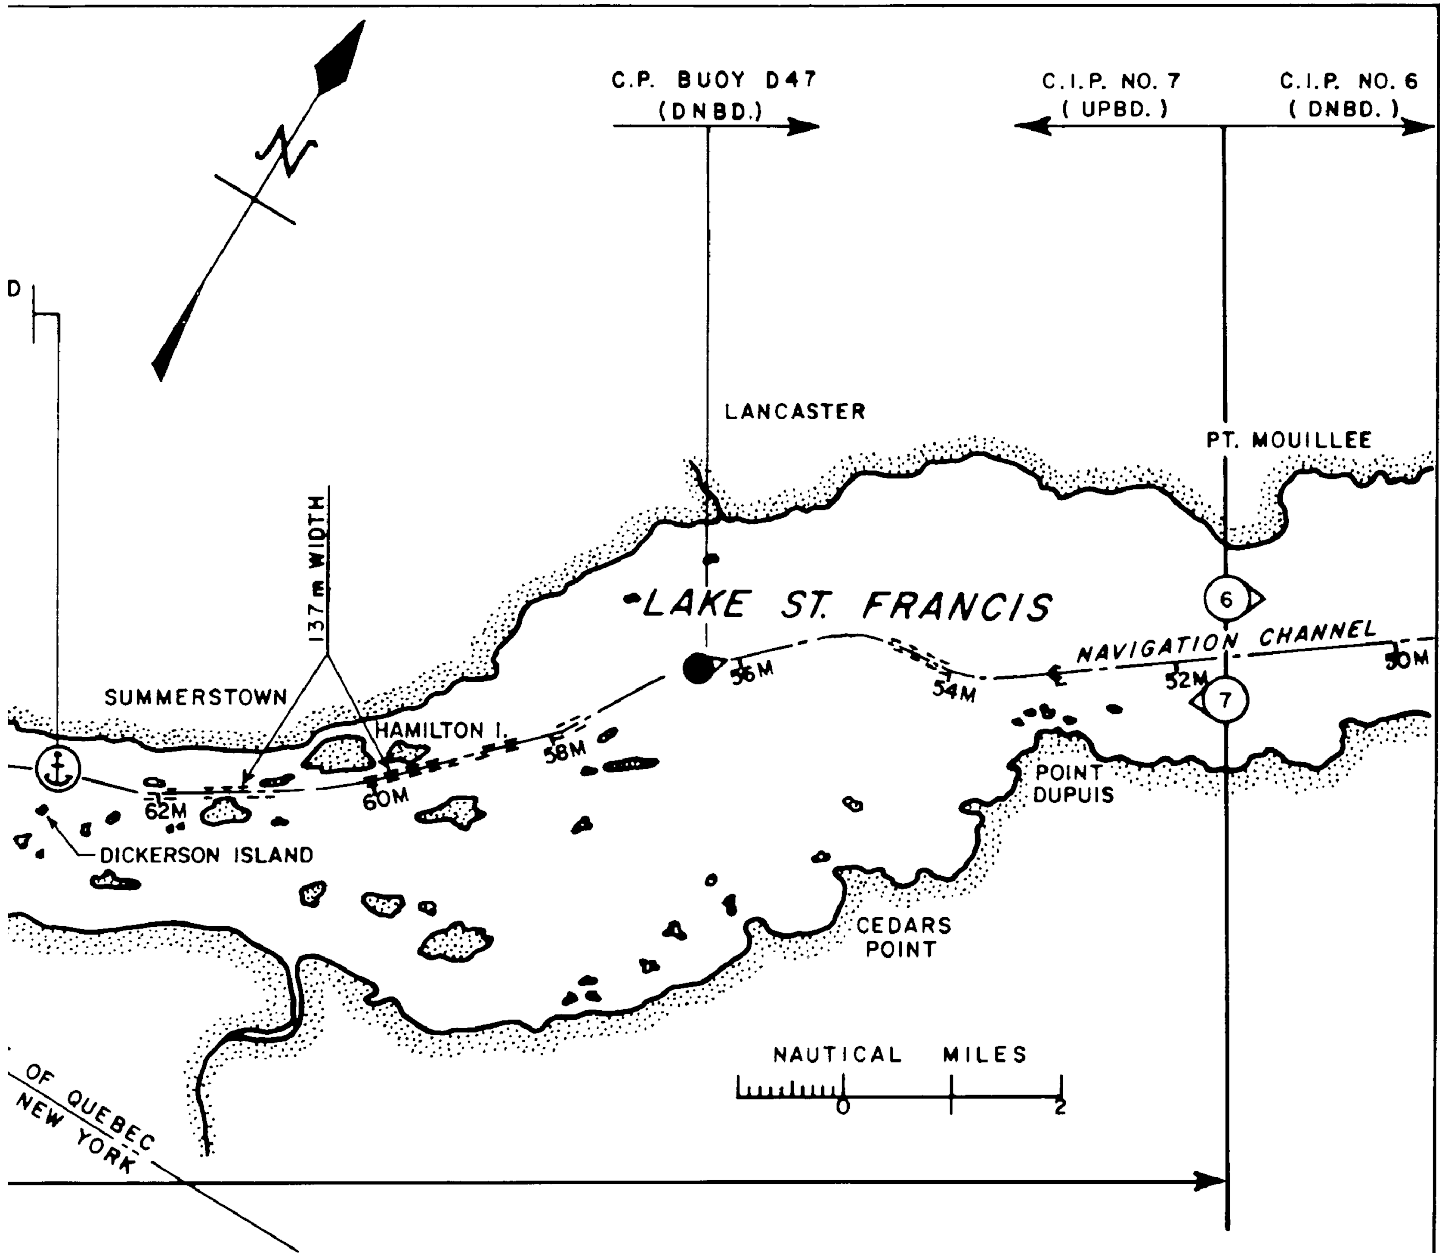 C.P. BUOY D47
(DNBD.)
C.I.P. NO. 7
(UPBD.)
C.I.P. NO. 6
(DNBD.)
N
D
LANCASTER
PT. MOUILLEE
137 m WIDTH
LAKE ST. FRANCIS
6
NAVIGATION CHANNEL
50M
52M
54M
56M
7
SUMMERSTOWN
HAMILTON I.
58M
60M
62M
POINT
DUPUIS
DICKERSON ISLAND
CEDARS
POINT
NAUTICAL MILES
0 1 2
OF QUEBEC
NEW YORK